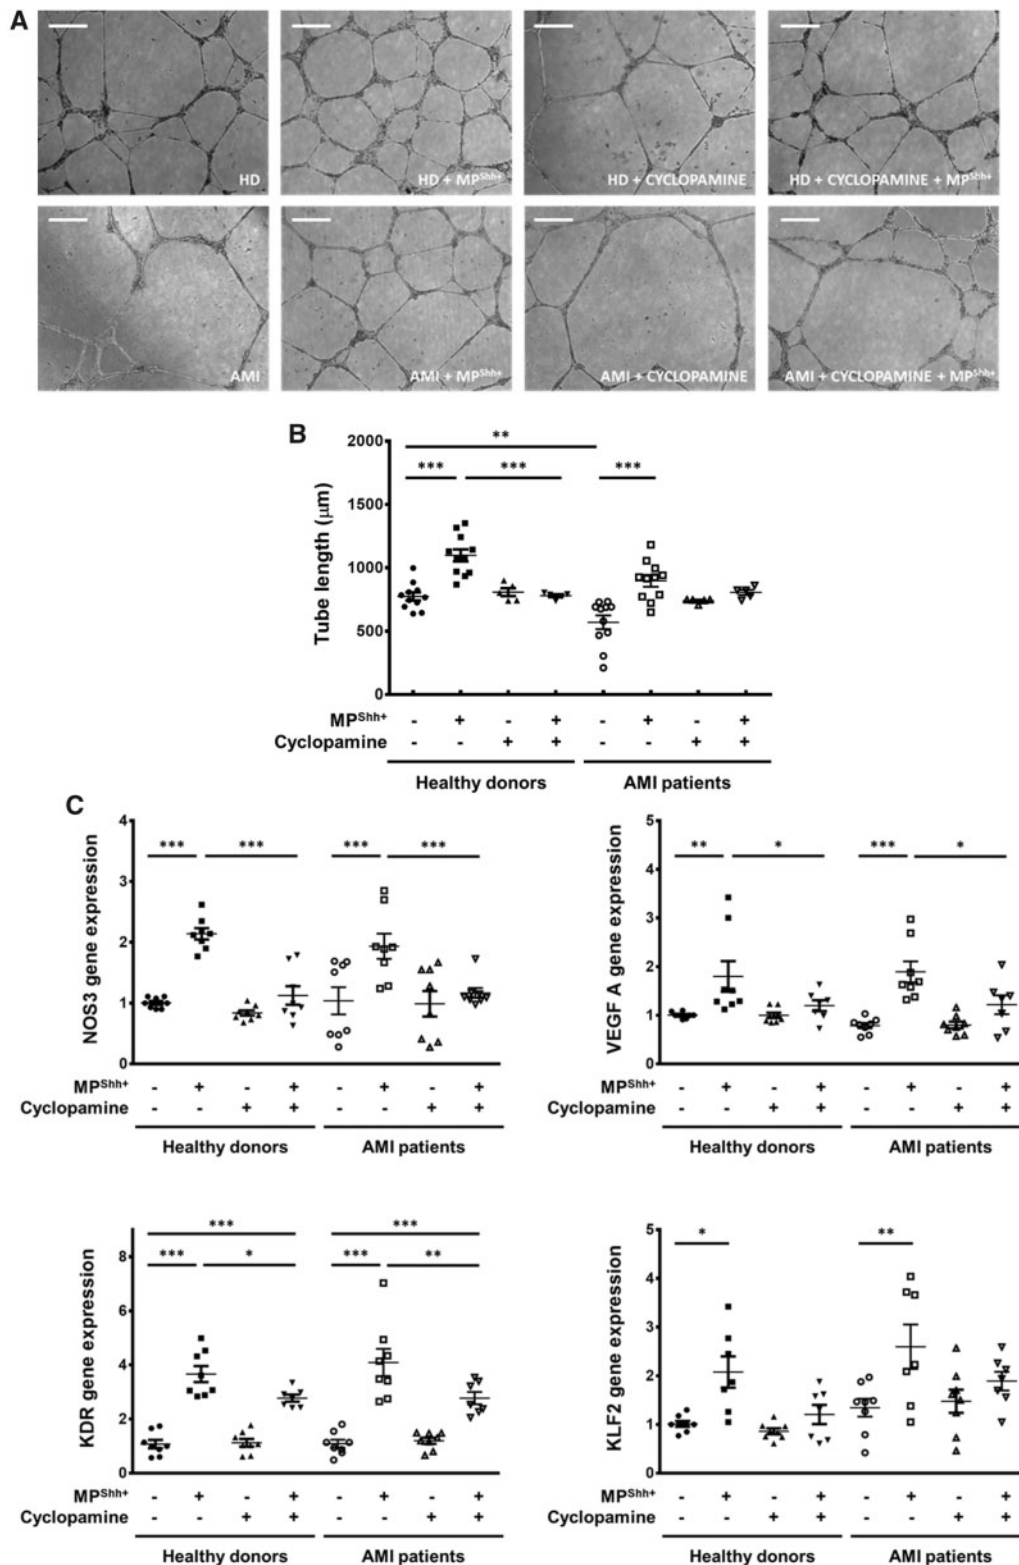 A
HD
HD + MP^Shh+
HD + CYCLOPAMINE
HD + CYCLOPAMINE + MP^Shh+
AMI
AMI + MP^Shh+
AMI + CYCLOPAMINE
AMI + CYCLOPAMINE + MP^Shh+
B
2000
1500
1000
500
0
Tube length (μm)
**
*** *** ***
MP^Shh+ - + - + - + - +
Cyclopamine - - + + - - + +
Healthy donors AMI patients
C
4
3
2
1
0
NOS3 gene expression
*** *** *** ***
MP^Shh+ - + - + - + - +
Cyclopamine - - + + - - + +
Healthy donors AMI patients
5
4
3
2
1
0
VEGF A gene expression
** * *** *
MP^Shh+ - + - + - + - +
Cyclopamine - - + + - - + +
Healthy donors AMI patients
8
6
4
2
0
KDR gene expression
*** ***
*** * *** **
MP^Shh+ - + - + - + - +
Cyclopamine - - + + - - + +
Healthy donors AMI patients
5
4
3
2
1
0
KLF2 gene expression
* **
MP^Shh+ - + - + - + - +
Cyclopamine - - + + - - + +
Healthy donors AMI patients